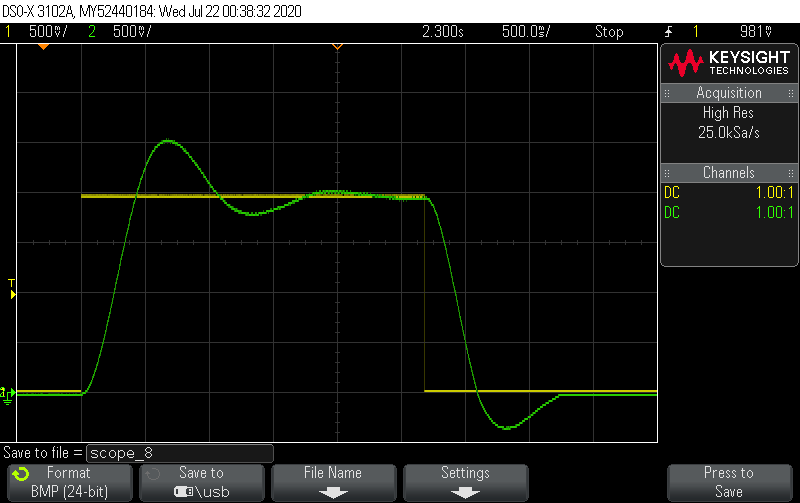 DSO-X 3102A, MY52440184: Wed Jul 22 00:38:32 2020
1 500㎷/ 2 500㎷/ 2.300s 500.0㎳/ Stop 1 981㎷
KEYSIGHT
TECHNOLOGIES
Acquisition
High Res
25.0kSa/s
Channels
DC 1.00:1
DC 1.00:1
T
Save to file = scope_8
Format
BMP (24-bit)
Save to
\usb
File Name
Settings
Press to
Save